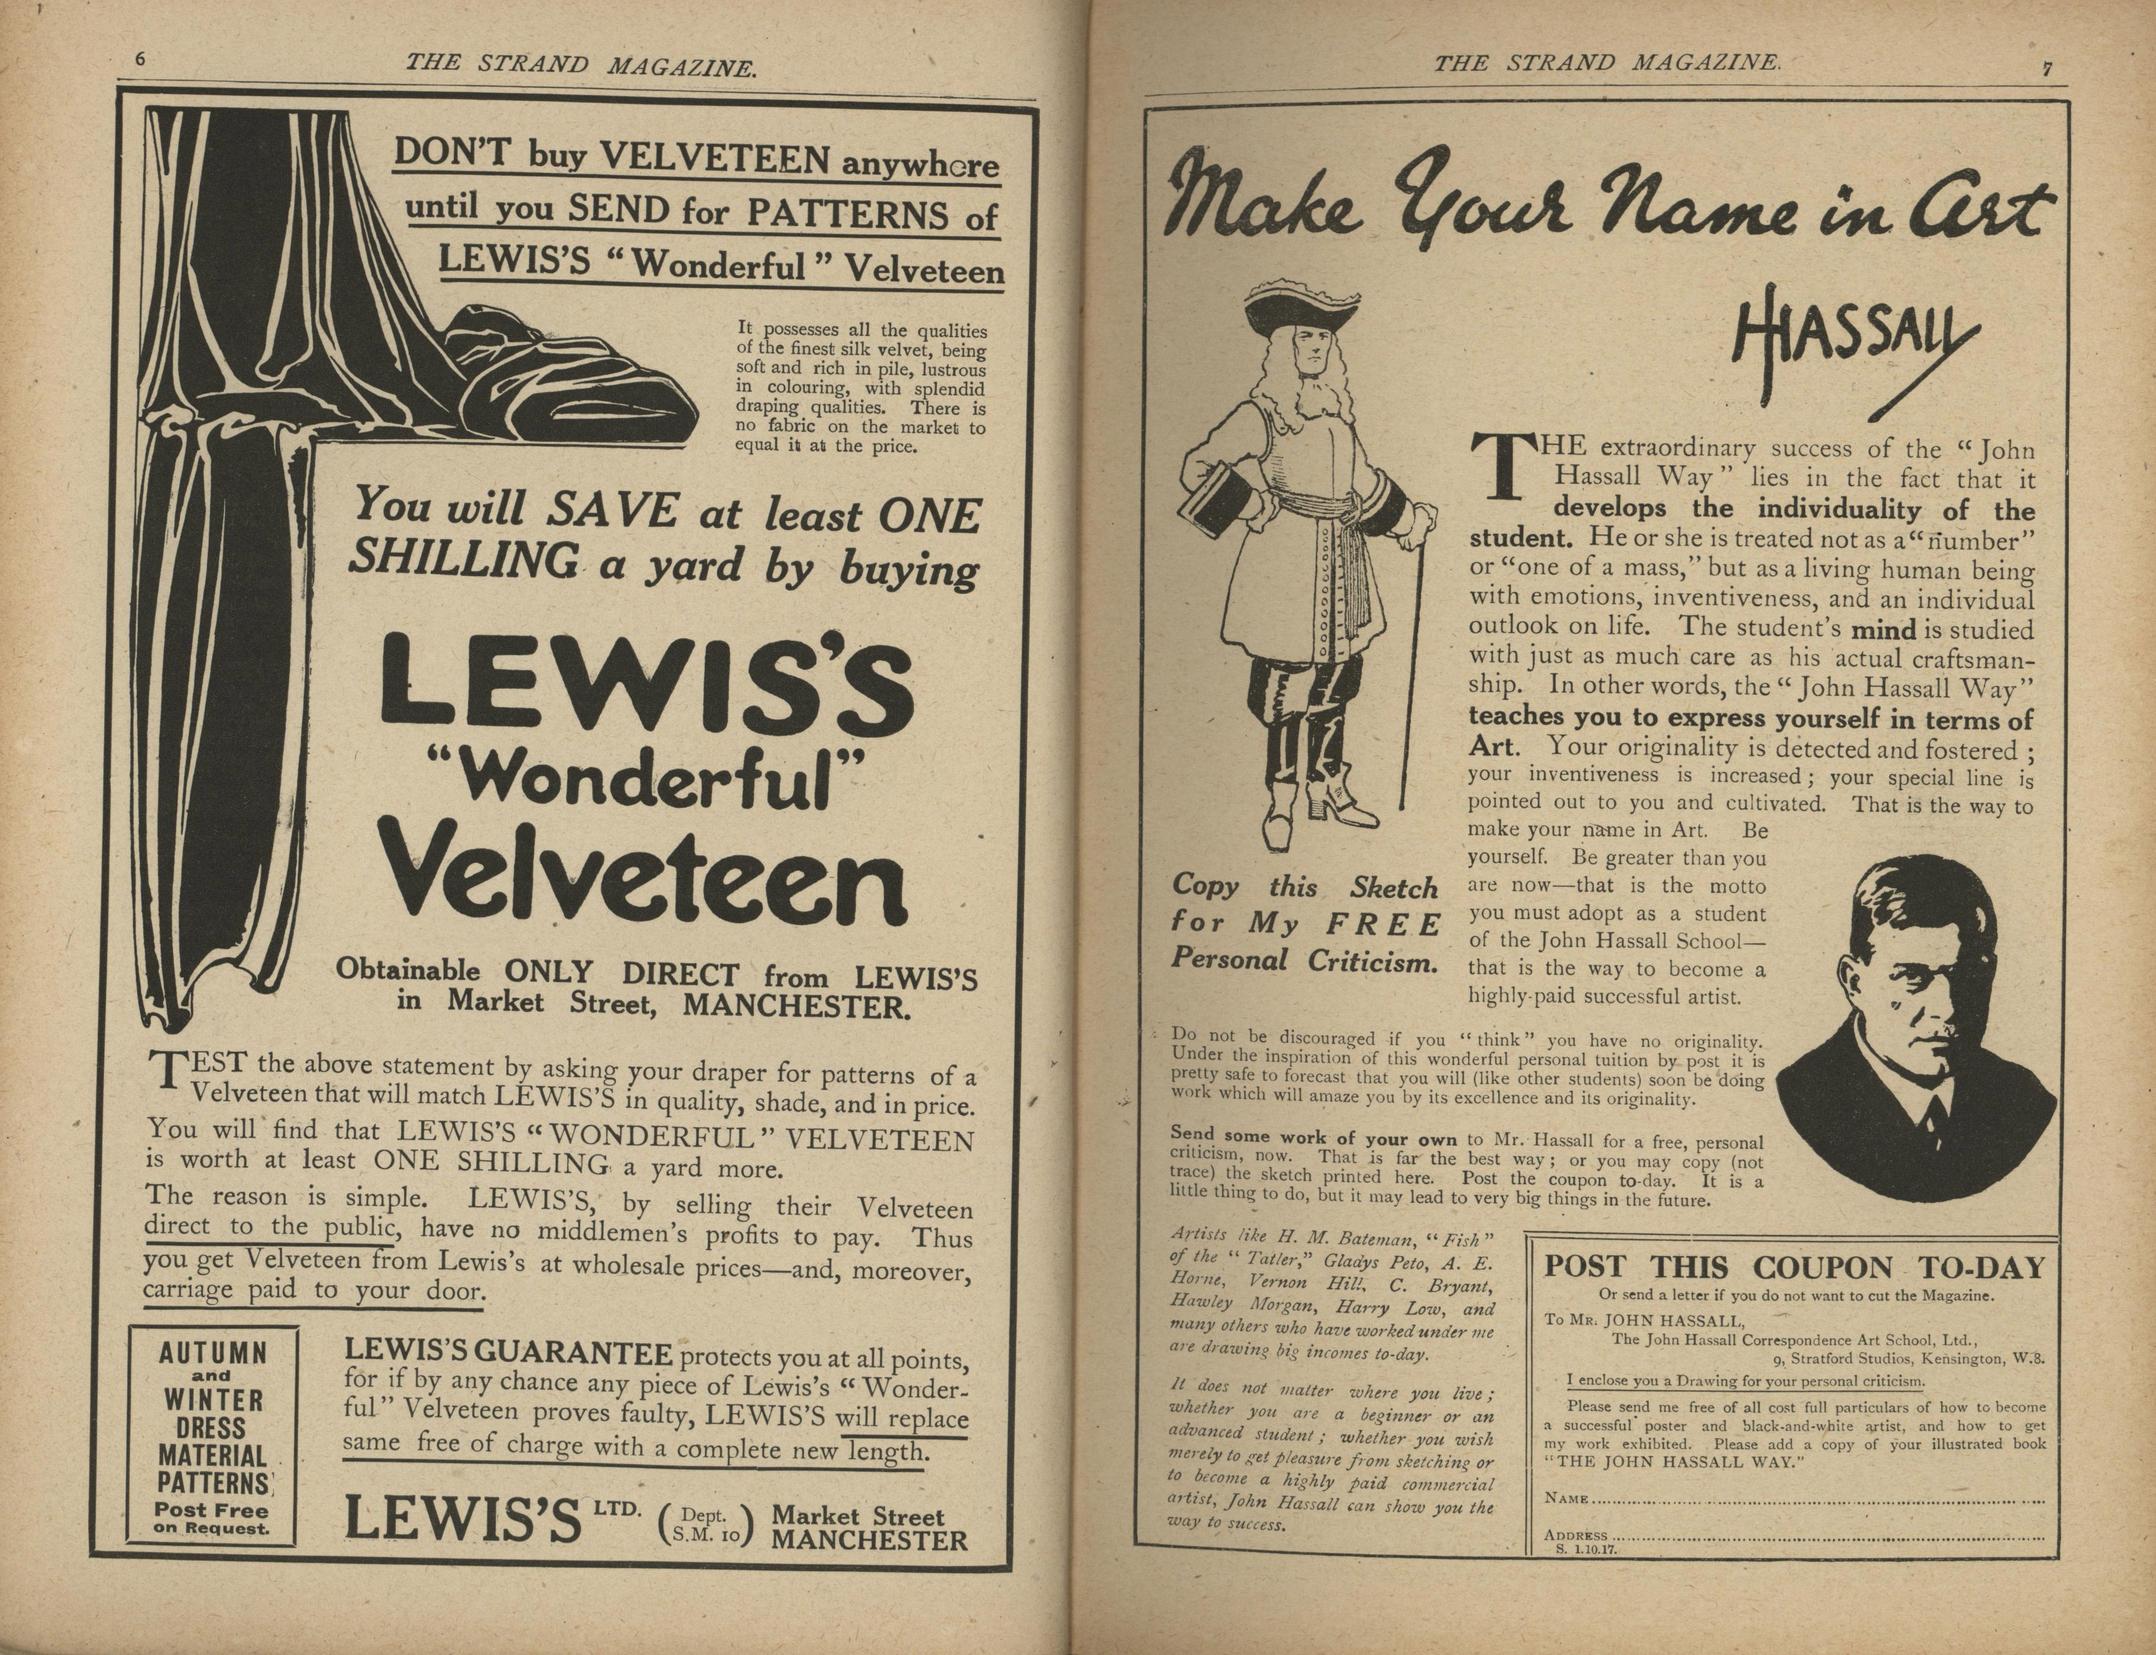 6
THE STRAND MAGAZINE.
DON'T buy VELVETEEN anywhere
until you SEND for PATTERNS of
LEWIS'S “Wonderful” Velveteen
It possesses all the qualities
of the finest silk velvet, being
soft and rich in pile, lustrous
in colouring, with splendid
draping qualities. There is
no fabric on the market to
equal it at the price.
You will SAVE at least ONE
SHILLING a yard by buying
LEWIS'S
“Wonderful”
Velveteen
Obtainable ONLY DIRECT from LEWIS'S
in Market Street, MANCHESTER.
TEST the above statement by asking your draper for patterns of a
Velveteen that will match LEWIS'S in quality, shade, and in price.
You will find that LEWIS'S “WONDERFUL” VELVETEEN
is worth at least ONE SHILLING a yard more.
The reason is simple. LEWIS'S, by selling their Velveteen
direct to the public, have no middlemen's profits to pay. Thus
you get Velveteen from Lewis's at wholesale prices—and, moreover,
carriage paid to your door.
AUTUMN
and
WINTER
DRESS
MATERIAL
PATTERNS
Post Free
on Request.
LEWIS'S GUARANTEE protects you at all points,
for if by any chance any piece of Lewis's “Wonder-
ful” Velveteen proves faulty, LEWIS'S will replace
same free of charge with a complete new length.
LEWIS'S LTD. (Dept. S.M. 10) Market Street
MANCHESTER
THE STRAND MAGAZINE.
7
Make Your Name in Art
HASSALL
THE extraordinary success of the “John
Hassall Way” lies in the fact that it
develops the individuality of the
student. He or she is treated not as a “number”
or “one of a mass,” but as a living human being
with emotions, inventiveness, and an individual
outlook on life. The student's mind is studied
with just as much care as his actual craftsman-
ship. In other words, the “John Hassall Way”
teaches you to express yourself in terms of
Art. Your originality is detected and fostered;
your inventiveness is increased; your special line is
pointed out to you and cultivated. That is the way to
make your name in Art. Be
yourself. Be greater than you
are now—that is the motto
you must adopt as a student
of the John Hassall School—
that is the way to become a
highly-paid successful artist.
Copy this Sketch
for My FREE
Personal Criticism.
Do not be discouraged if you “think” you have no originality.
Under the inspiration of this wonderful personal tuition by post it is
pretty safe to forecast that you will (like other students) soon be doing
work which will amaze you by its excellence and its originality.
Send some work of your own to Mr. Hassall for a free, personal
criticism, now. That is far the best way; or you may copy (not
trace) the sketch printed here. Post the coupon to-day. It is a
little thing to do, but it may lead to very big things in the future.
Artists like H. M. Bateman, “Fish”
of the “Tatler,” Gladys Peto, A. E.
Horne, Vernon Hill, C. Bryant,
Hawley Morgan, Harry Low, and
many others who have worked under me
are drawing big incomes to-day.
It does not matter where you live;
whether you are a beginner or an
advanced student; whether you wish
merely to get pleasure from sketching or
to become a highly paid commercial
artist, John Hassall can show you the
way to success.
POST THIS COUPON TO-DAY
Or send a letter if you do not want to cut the Magazine.
To MR. JOHN HASSALL,
The John Hassall Correspondence Art School, Ltd.,
9, Stratford Studios, Kensington, W.8.
I enclose you a Drawing for your personal criticism.
Please send me free of all cost full particulars of how to become
a successful poster and black-and-white artist, and how to get
my work exhibited. Please add a copy of your illustrated book
“THE JOHN HASSALL WAY.”
NAME
ADDRESS
S. 1.10.17.